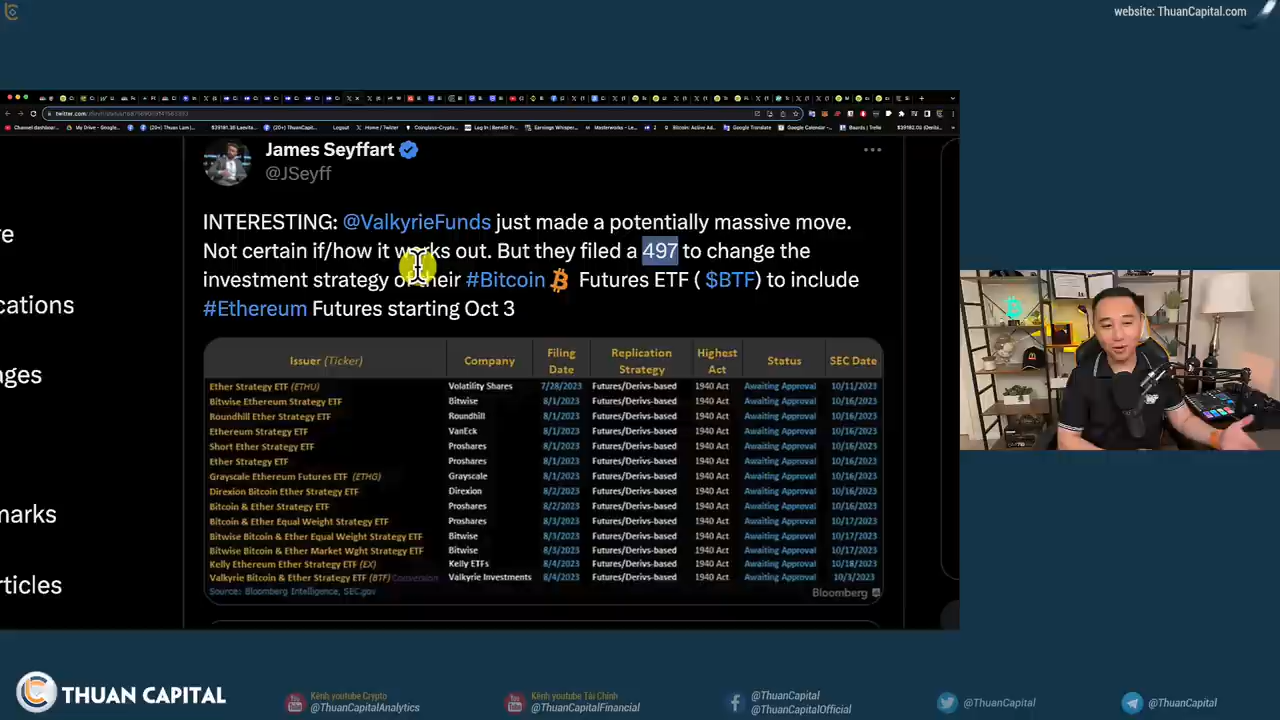 website: ThuanCapital.com
James Seyffart
@JSeyff
INTERESTING: @ValkyrieFunds just made a potentially massive move.
Not certain if/how it works out. But they filed a 497 to change the
investment strategy of their #Bitcoin Futures ETF ( $BTF) to include
#Ethereum Futures starting Oct 3
re
cations
ages
marks
rticles
Issuer (Ticker) Company Filing Date Replication Strategy Highest Act Status SEC Date
Ether Strategy ETF (ETHU) Volatility Shares 7/28/2023 Futures/Derivs-based 1940 Act Awaiting Approval 10/11/2023
Bitwise Ethereum Strategy ETF Bitwise 8/1/2023 Futures/Derivs-based 1940 Act Awaiting Approval 10/16/2023
Roundhill Ether Strategy ETF Roundhill 8/1/2023 Futures/Derivs-based 1940 Act Awaiting Approval 10/16/2023
Ethereum Strategy ETF VanEck 8/1/2023 Futures/Derivs-based 1940 Act Awaiting Approval 10/16/2023
Short Ether Strategy ETF Proshares 8/1/2023 Futures/Derivs-based 1940 Act Awaiting Approval 10/16/2023
Ether Strategy ETF Proshares 8/1/2023 Futures/Derivs-based 1940 Act Awaiting Approval 10/16/2023
Grayscale Ethereum Futures ETF (ETHG) Grayscale 8/1/2023 Futures/Derivs-based 1940 Act Awaiting Approval 10/16/2023
Direxion Bitcoin Ether Strategy ETF Direxion 8/2/2023 Futures/Derivs-based 1940 Act Awaiting Approval 10/16/2023
Bitcoin & Ether Strategy ETF Proshares 8/2/2023 Futures/Derivs-based 1940 Act Awaiting Approval 10/16/2023
Bitcoin & Ether Equal Weight Strategy ETF Proshares 8/3/2023 Futures/Derivs-based 1940 Act Awaiting Approval 10/17/2023
Bitwise Bitcoin & Ether Equal Weight Strategy ETF Bitwise 8/3/2023 Futures/Derivs-based 1940 Act Awaiting Approval 10/17/2023
Bitwise Bitcoin & Ether Market Wght Strategy ETF Bitwise 8/3/2023 Futures/Derivs-based 1940 Act Awaiting Approval 10/17/2023
Kelly Ethereum Ether Strategy ETF (EX) Kelly ETFs 8/4/2023 Futures/Derivs-based 1940 Act Awaiting Approval 10/18/2023
Valkyrie Bitcoin & Ether Strategy ETF (BTF) Conversion Valkyrie Investments 8/4/2023 Futures/Derivs-based 1940 Act Awaiting Approval 10/3/2023
Source: Bloomberg Intelligence, SEC.gov
Bloomberg
THUAN CAPITAL
Kênh youtube Crypto
@ThuanCapitalAnalytics
Kênh youtube Tài Chính
@ThuanCapitalFinancial
@ThuanCapital
@ThuanCapitalOfficial
@ThuanCapital
@ThuanCapital